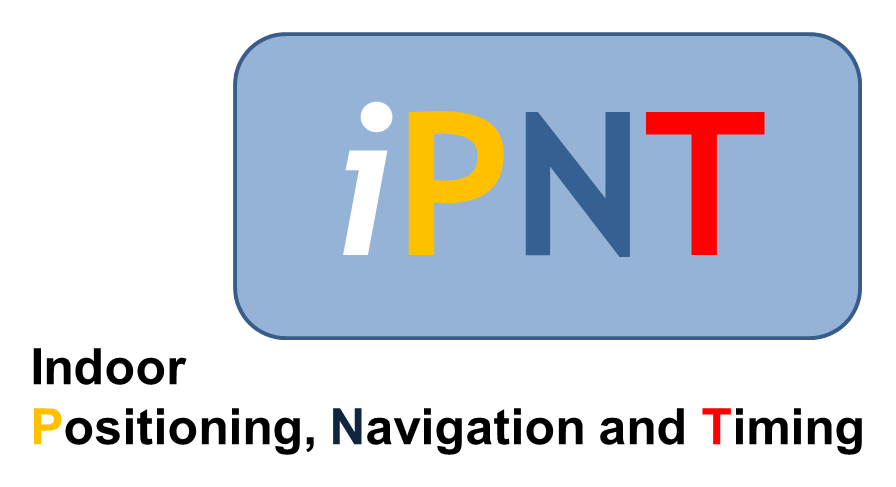 iPNT
Indoor
Positioning, Navigation and Timing